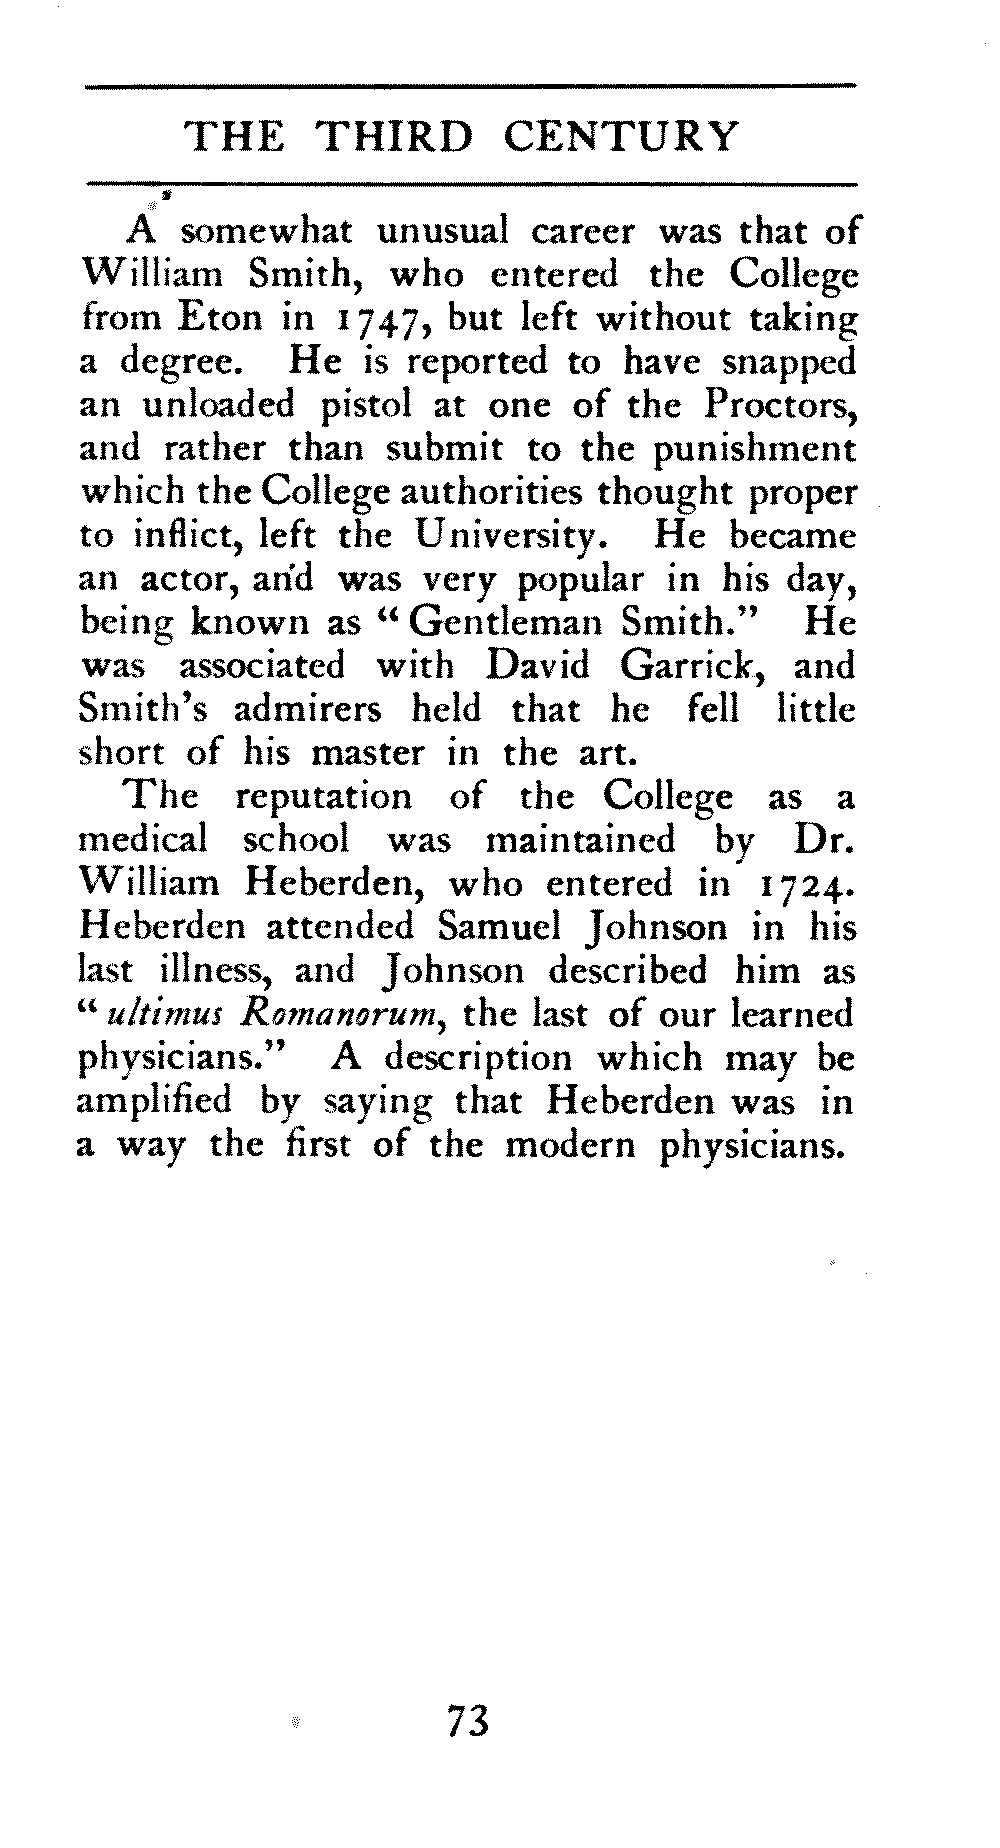 THE THIRD CENTURY
A somewhat unusual career was that of
William Smith, who entered the College
from Eton in 1747, but left without taking
a degree. He is reported to have snapped
an unloaded pistol at one of the Proctors,
and rather than submit to the punishment
which the College authorities thought proper
to inflict, left the University. He became
an actor, and was very popular in his day,
being known as “Gentleman Smith.” He
was associated with David Garrick, and
Smith’s admirers held that he fell little
short of his master in the art.
The reputation of the College as a
medical school was maintained by Dr.
William Heberden, who entered in 1724.
Heberden attended Samuel Johnson in his
last illness, and Johnson described him as
“ultimus Romanorum, the last of our learned
physicians.” A description which may be
amplified by saying that Heberden was in
a way the first of the modern physicians.
73